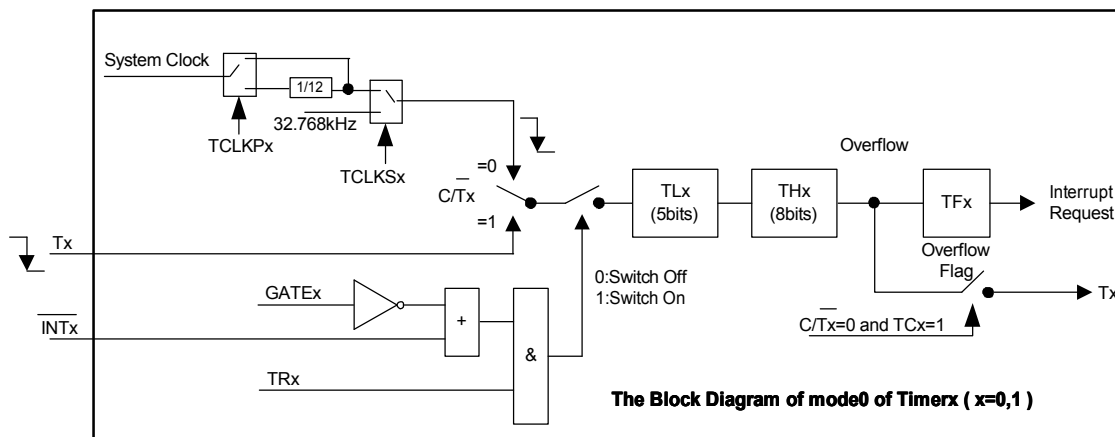 System Clock
1/12
32.768kHz
TCLKPx
TCLKSx
Overflow
=0
C/Tx
=1
TLx
(5bits)
THx
(8bits)
TFx
Interrupt
Request
Tx
Overflow
Flag
0:Switch Off
1:Switch On
Tx
GATEx
INTx
+
&
C/Tx=0 and TCx=1
TRx
The Block Diagram of mode0 of Timerx ( x=0,1 )